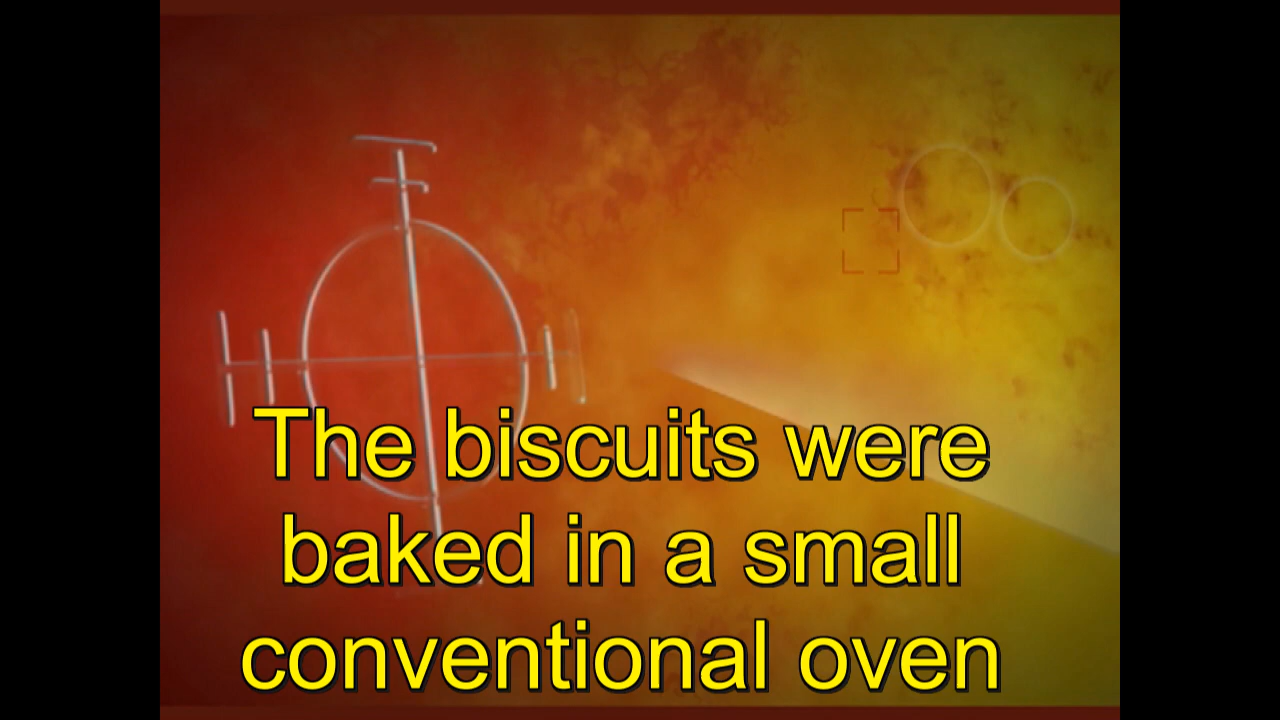 The biscuits were
baked in a small
conventional oven